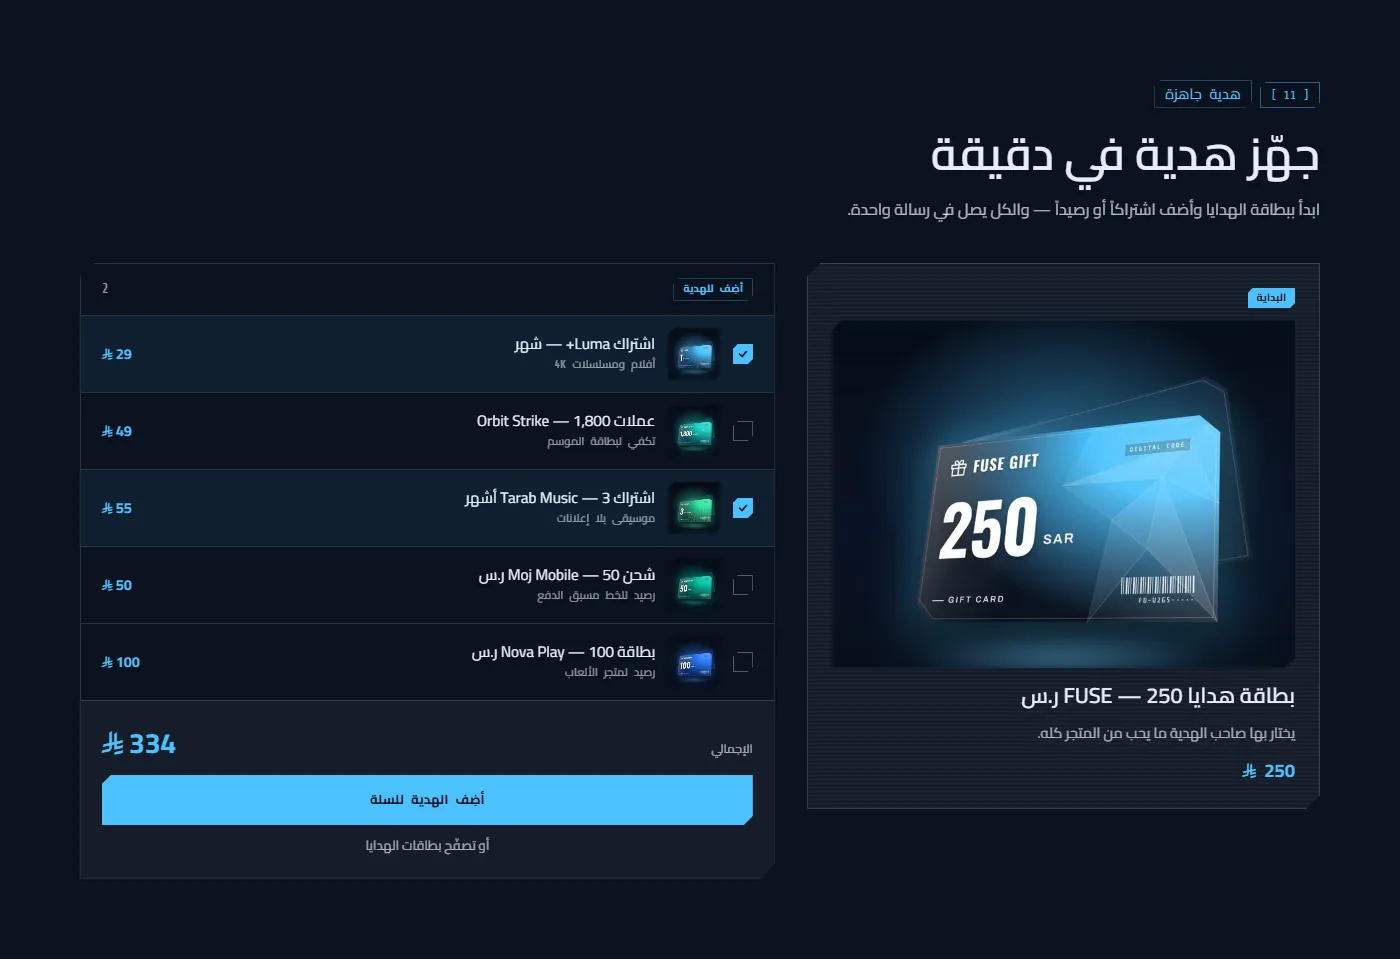 [ 11 ]
هدية جاهزة
جهّز هدية في دقيقة
ابدأ ببطاقة الهدايا وأضف اشتراكاً أو رصيداً — والكل يصل في رسالة واحدة.
البداية
FUSE GIFT
DIGITAL CODE
250 SAR
— GIFT CARD
بطاقة هدايا FUSE — 250 ر.س
يختار بها صاحب الهدية ما يحب من المتجر كله.
250
أضِف للهدية
2
اشتراك Luma+ — شهر
أفلام ومسلسلات 4K
29
عملات Orbit Strike — 1,800
تكفي لبطاقة الموسم
49
اشتراك Tarab Music — 3 أشهر
موسيقى بلا إعلانات
55
شحن Moj Mobile — 50 ر.س
رصيد للخط مسبق الدفع
50
بطاقة Nova Play — 100 ر.س
رصيد لمتجر الألعاب
100
الإجمالي
334
أضِف الهدية للسلة
أو تصفّح بطاقات الهدايا